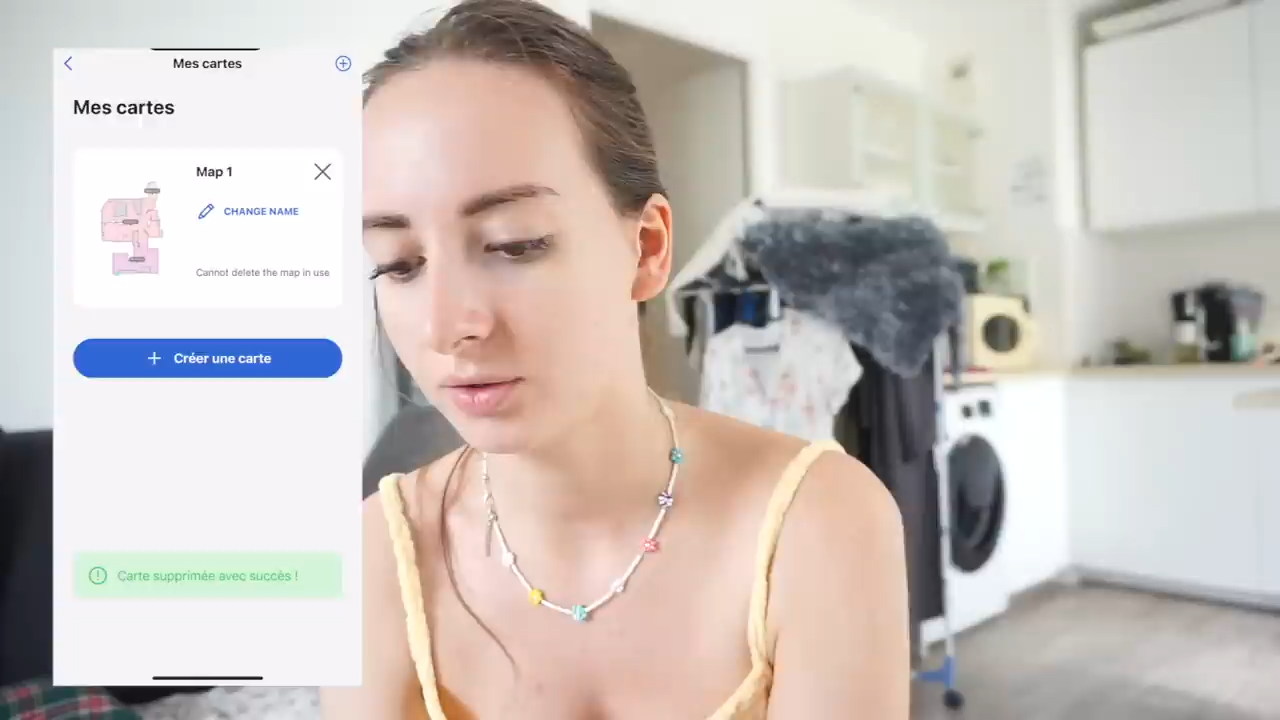 Mes cartes
Mes cartes
Map 1
CHANGE NAME
Cannot delete the map in use
Créer une carte
Carte supprimée avec succès !